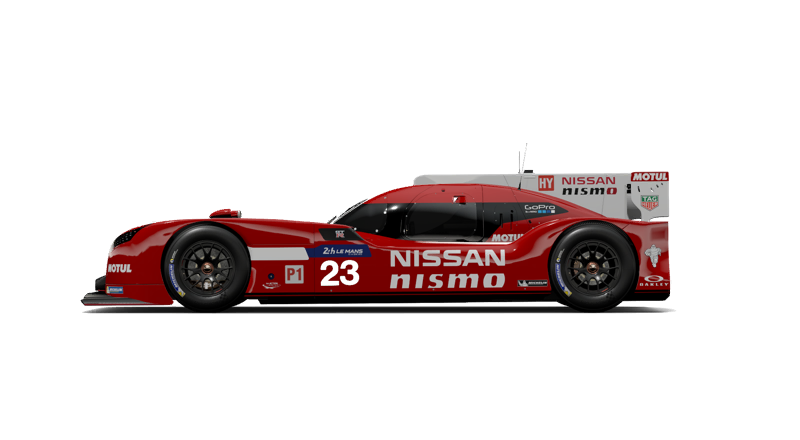 HY
NISSAN
nismo
MOTUL
TAG
HEUER
GoPro
MOTUL
24h LE MANS
MOTUL
P1
23
NISSAN
nismo
MICHELIN
OAKLEY